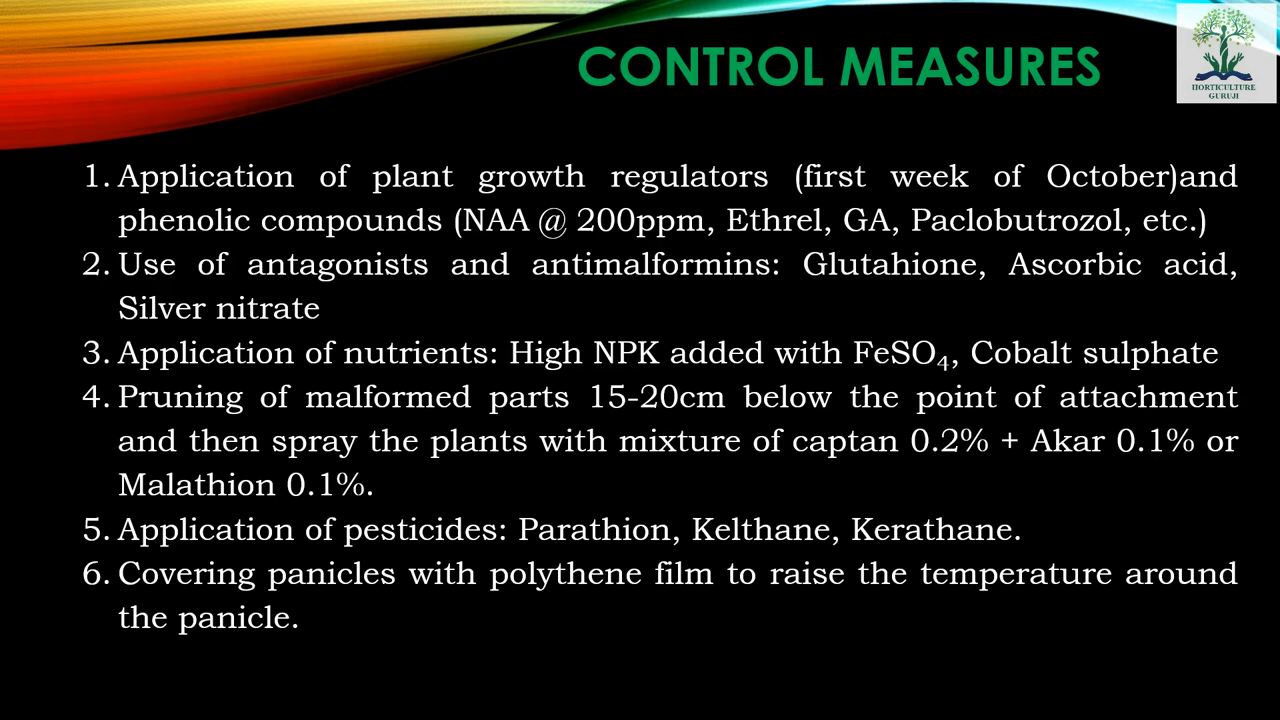 CONTROL MEASURES
HORTICULTURE
GURUJI
1. Application of plant growth regulators (first week of October)and
phenolic compounds (NAA @ 200ppm, Ethrel, GA, Paclobutrozol, etc.)
2. Use of antagonists and antimalformins: Glutahione, Ascorbic acid,
Silver nitrate
3. Application of nutrients: High NPK added with FeSO₄, Cobalt sulphate
4. Pruning of malformed parts 15-20cm below the point of attachment
and then spray the plants with mixture of captan 0.2% + Akar 0.1% or
Malathion 0.1%.
5. Application of pesticides: Parathion, Kelthane, Kerathane.
6. Covering panicles with polythene film to raise the temperature around
the panicle.